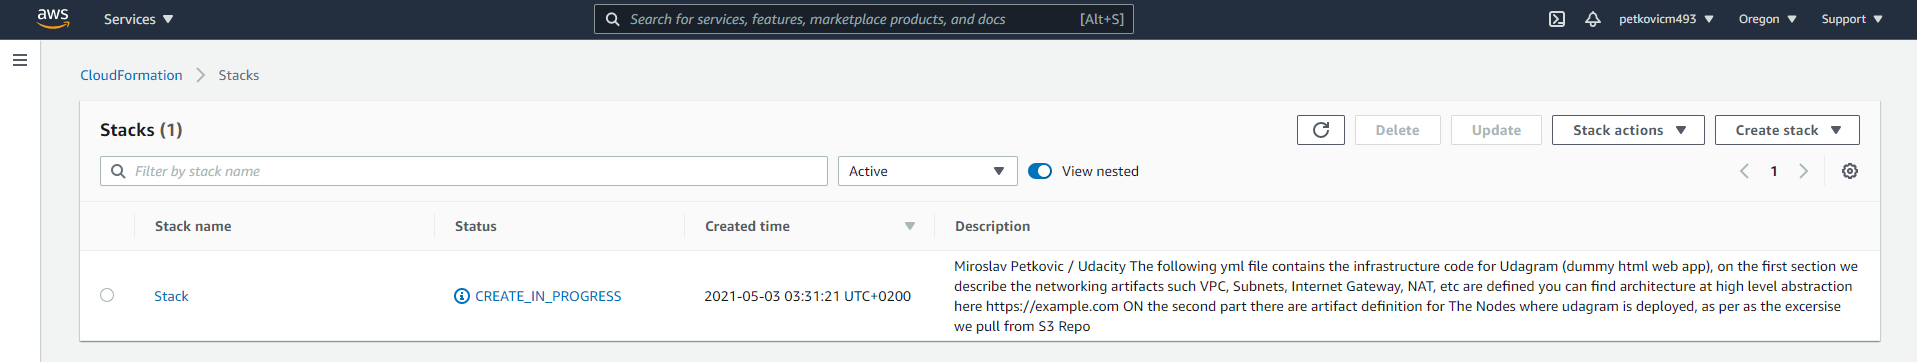 aws Services Search for services, features, marketplace products, and docs [Alt+S] petkovicm493 Oregon Support
CloudFormation Stacks
Stacks (1) Delete Update Stack actions Create stack
Filter by stack name Active View nested 1
Stack name Status Created time Description
Miroslav Petkovic / Udacity The following yml file contains the infrastructure code for Udagram (dummy html web app), on the first section we
describe the networking artifacts such VPC, Subnets, Internet Gateway, NAT, etc are defined you can find architecture at high level abstraction
Stack CREATE_IN_PROGRESS 2021-05-03 03:31:21 UTC+0200
here https://example.com ON the second part there are artifact definition for The Nodes where udagram is deployed, as per as the excersise
we pull from S3 Repo